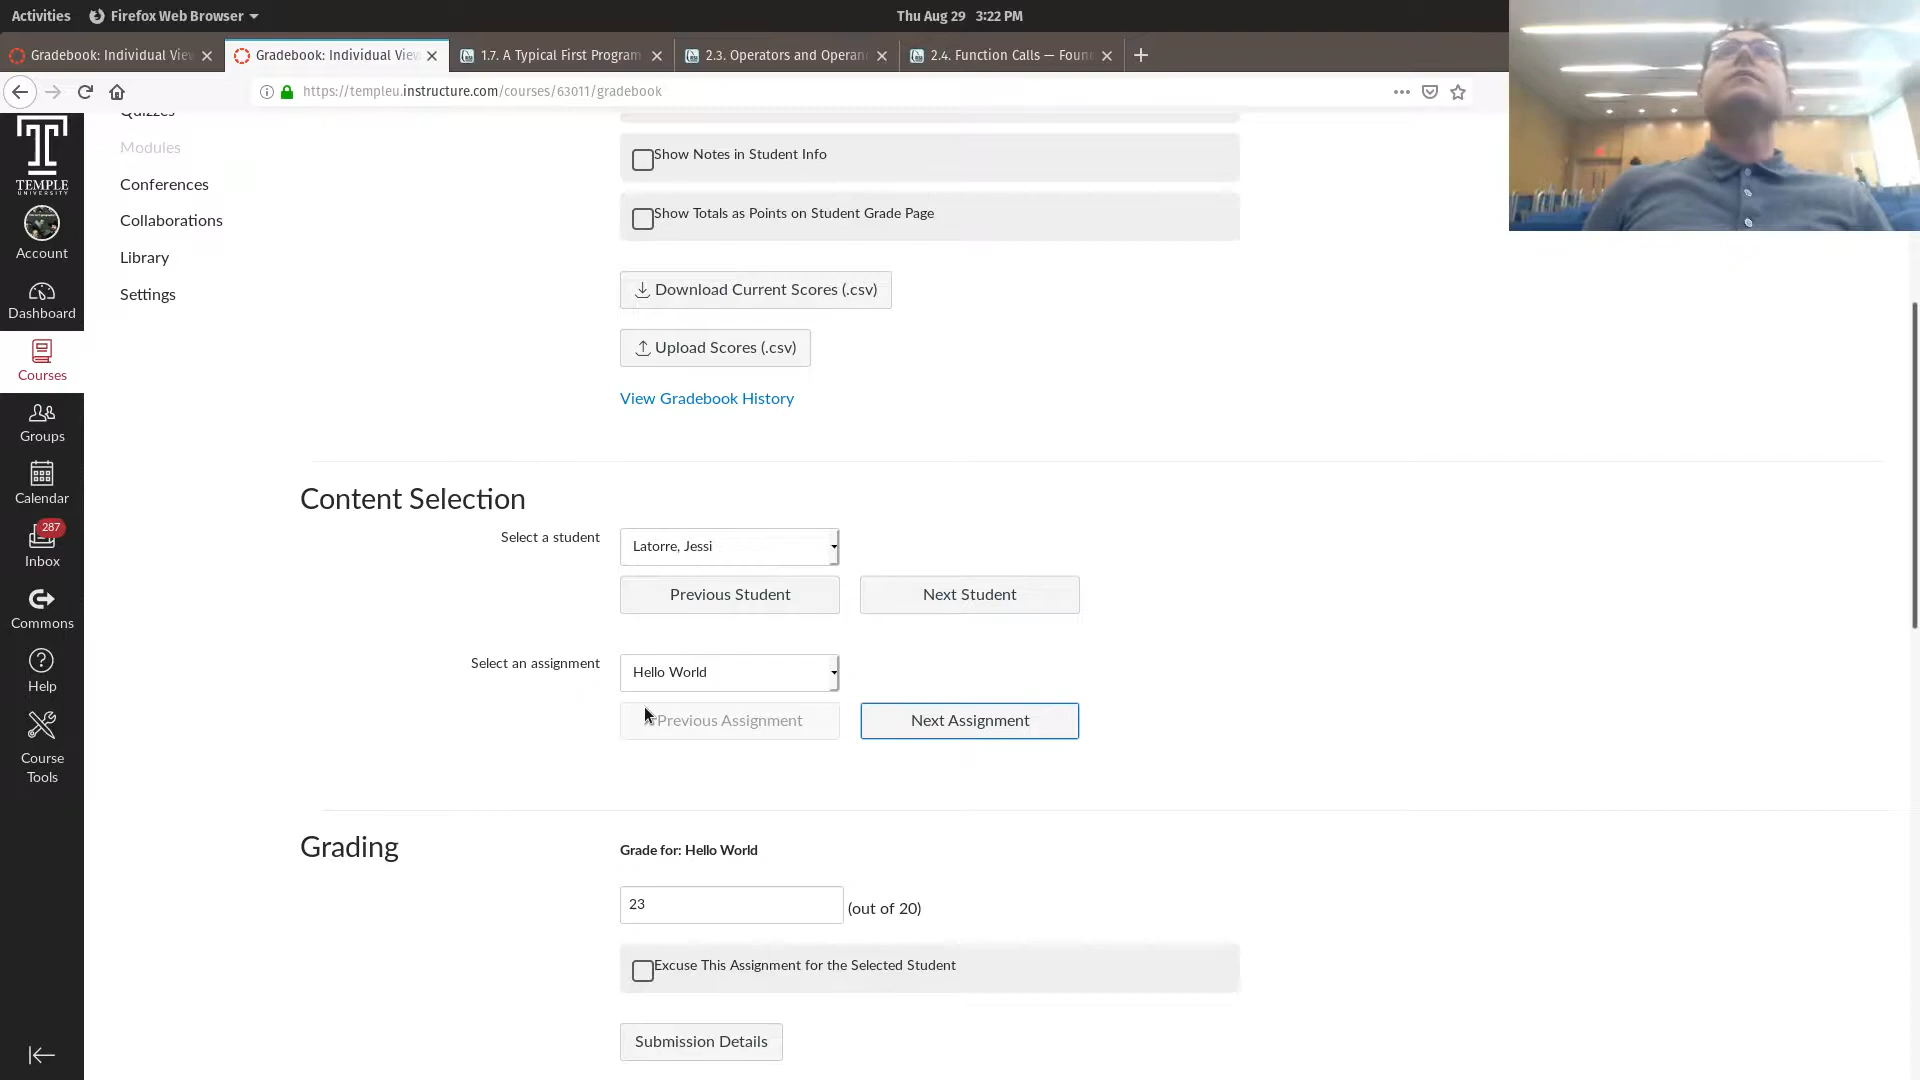 Activities
Firefox Web Browser
Thu Aug 29 3:22 PM
Gradebook: Individual Vie
Gradebook: Individual Vie
1.7. A Typical First Program
2.3. Operators and Operan
2.4. Function Calls — Foun
https://templeu.instructure.com/courses/63011/gradebook
TEMPLE
UNIVERSITY
Account
Dashboard
Courses
Groups
Calendar
287
Inbox
Commons
Help
Course
Tools
Quizzes
Modules
Conferences
Collaborations
Library
Settings
Show Notes in Student Info
Show Totals as Points on Student Grade Page
Download Current Scores (.csv)
Upload Scores (.csv)
View Gradebook History
Content Selection
Select a student
Latorre, Jessi
Previous Student
Next Student
Select an assignment
Hello World
Previous Assignment
Next Assignment
Grading
Grade for: Hello World
23
(out of 20)
Excuse This Assignment for the Selected Student
Submission Details